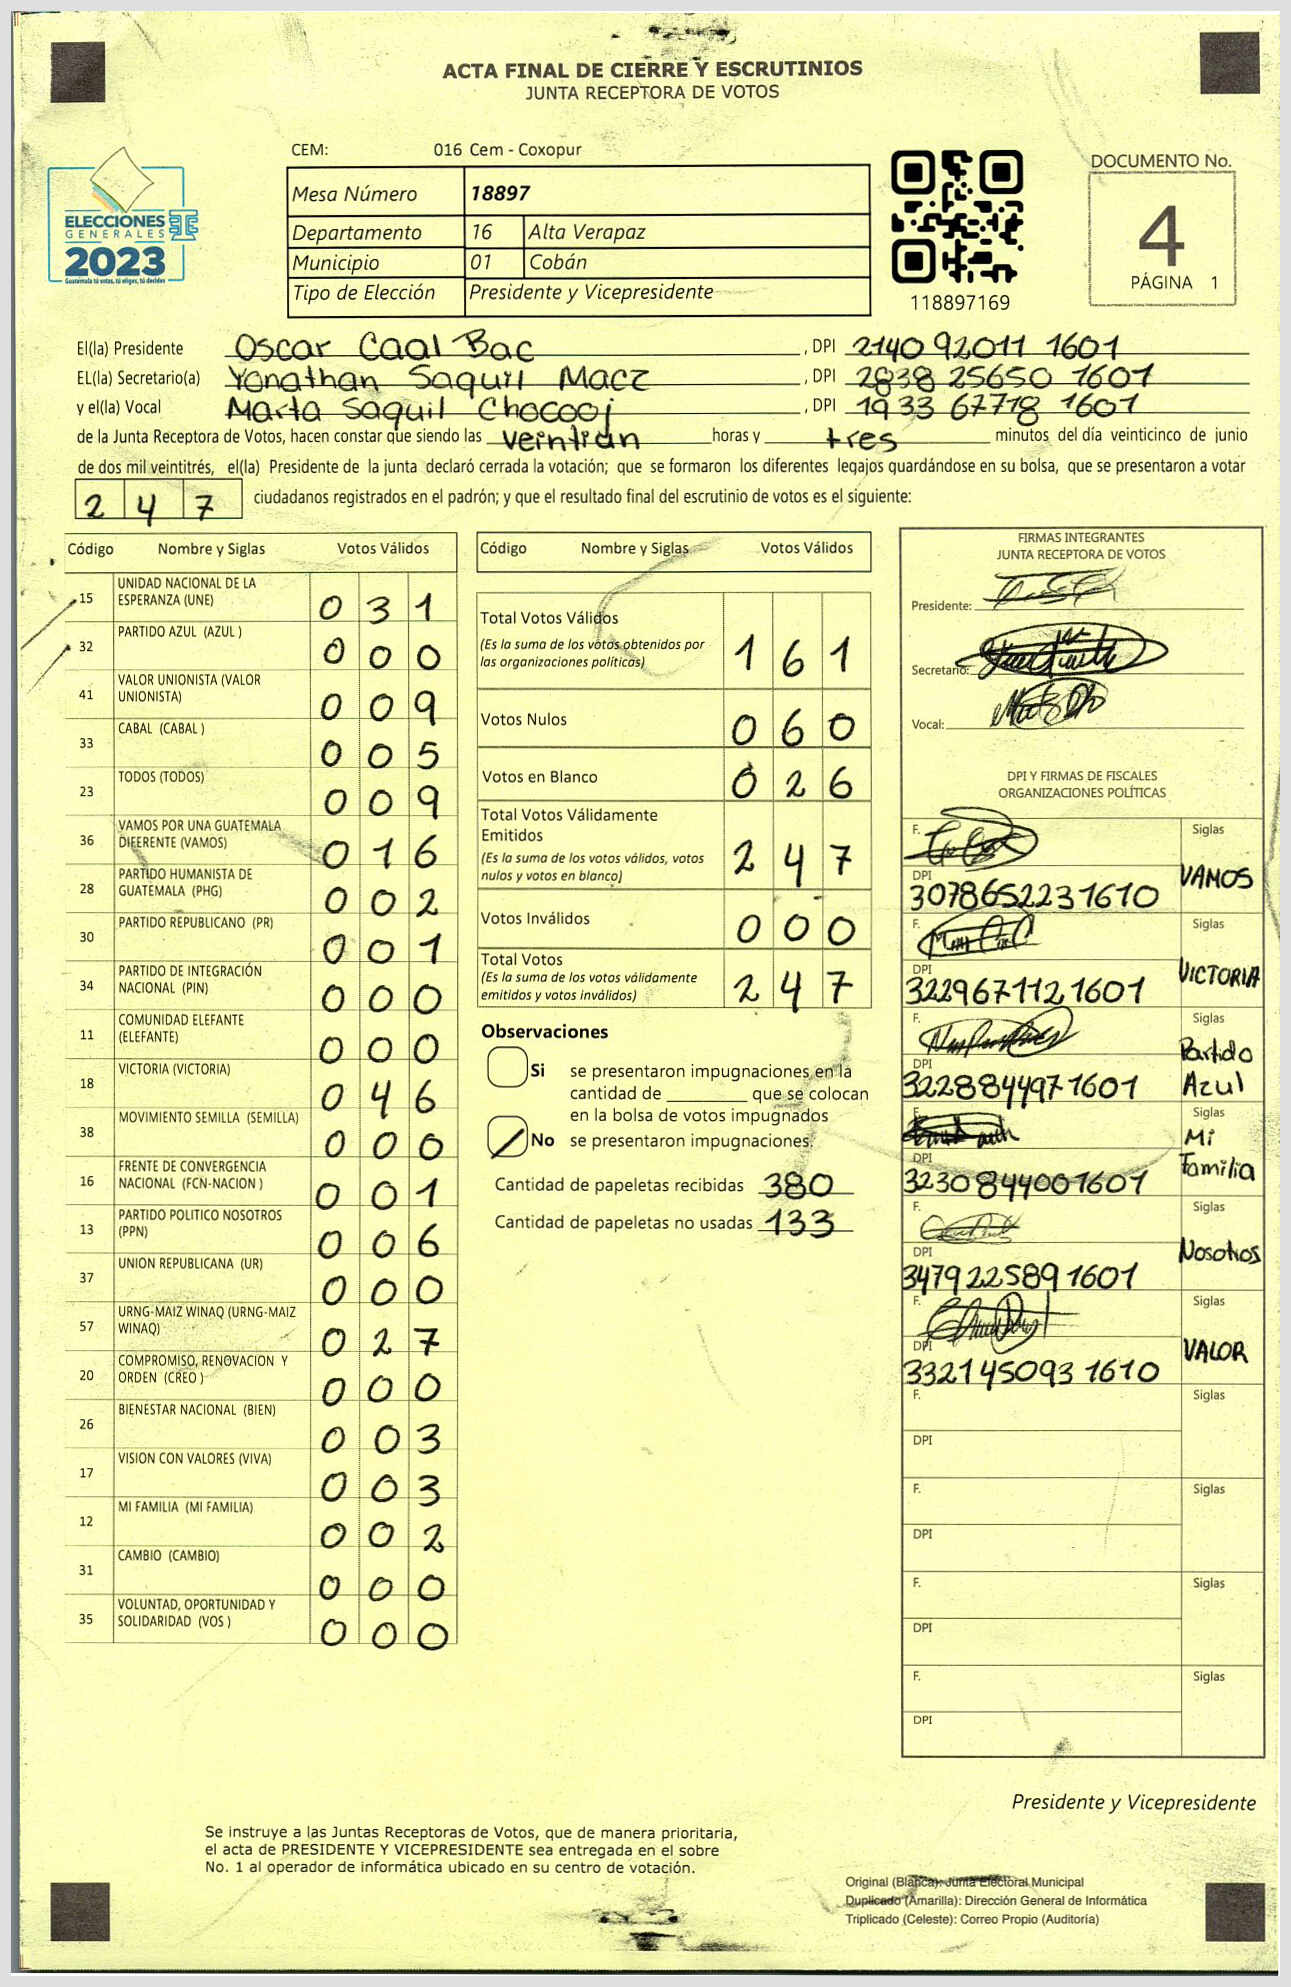 ACTA FINAL DE CIERRE Y ESCRUTINIOS
JUNTA RECEPTORA DE VOTOS
CEM: 016 Cem - Coxopur
ELECCIONES
GENERALES
2023
Guatemala tú votas, tú eliges, tú decides
Mesa Número 18897
Departamento 16 Alta Verapaz
Municipio 01 Cobán
Tipo de Elección Presidente y Vicepresidente
118897169
DOCUMENTO No.
4
PÁGINA 1
El(la) Presidente Oscar Caal Bac , DPI 2140 92011 1601
EL(la) Secretario(a) Yonathan Saquil Macz , DPI 2838 25650 1601
y el(la) Vocal Marta Saquil Chocooj , DPI 1933 67718 1601
de la Junta Receptora de Votos, hacen constar que siendo las veintiún horas y tres minutos del día veinticinco de junio
de dos mil veintitrés, el(la) Presidente de la junta declaró cerrada la votación; que se formaron los diferentes legajos guardándose en su bolsa, que se presentaron a votar
2 4 7 ciudadanos registrados en el padrón; y que el resultado final del escrutinio de votos es el siguiente:
Código Nombre y Siglas Votos Válidos
15 UNIDAD NACIONAL DE LA ESPERANZA (UNE) 0 3 1
32 PARTIDO AZUL (AZUL ) 0 0 0
41 VALOR UNIONISTA (VALOR UNIONISTA) 0 0 9
33 CABAL (CABAL ) 0 0 5
23 TODOS (TODOS) 0 0 9
36 VAMOS POR UNA GUATEMALA DIFERENTE (VAMOS) 0 1 6
28 PARTIDO HUMANISTA DE GUATEMALA (PHG) 0 0 2
30 PARTIDO REPUBLICANO (PR) 0 0 1
34 PARTIDO DE INTEGRACIÓN NACIONAL (PIN) 0 0 0
11 COMUNIDAD ELEFANTE (ELEFANTE) 0 0 0
18 VICTORIA (VICTORIA) 0 4 6
38 MOVIMIENTO SEMILLA (SEMILLA) 0 0 0
16 FRENTE DE CONVERGENCIA NACIONAL (FCN-NACION ) 0 0 1
13 PARTIDO POLITICO NOSOTROS (PPN) 0 0 6
37 UNION REPUBLICANA (UR) 0 0 0
57 URNG-MAIZ WINAQ (URNG-MAIZ WINAQ) 0 2 7
20 COMPROMISO, RENOVACION Y ORDEN (CREO ) 0 0 0
26 BIENESTAR NACIONAL (BIEN) 0 0 3
17 VISION CON VALORES (VIVA) 0 0 3
12 MI FAMILIA (MI FAMILIA) 0 0 2
31 CAMBIO (CAMBIO) 0 0 0
35 VOLUNTAD, OPORTUNIDAD Y SOLIDARIDAD (VOS ) 0 0 0
Código Nombre y Siglas Votos Válidos
Total Votos Válidos 1 6 1
(Es la suma de los votos obtenidos por
las organizaciones políticas)
Votos Nulos 0 6 0
Votos en Blanco 0 2 6
Total Votos Válidamente
Emitidos 2 4 7
(Es la suma de los votos válidos, votos
nulos y votos en blanco)
Votos Inválidos 0 0 0
Total Votos 2 4 7
(Es la suma de los votos válidamente
emitidos y votos inválidos)
Observaciones
Si se presentaron impugnaciones en la
cantidad de ________ que se colocan
en la bolsa de votos impugnados
No se presentaron impugnaciones.
Cantidad de papeletas recibidas 380
Cantidad de papeletas no usadas 133
FIRMAS INTEGRANTES
JUNTA RECEPTORA DE VOTOS
Presidente:
Secretario:
Vocal:
DPI Y FIRMAS DE FISCALES
ORGANIZACIONES POLÍTICAS
F. Siglas
DPI 3078652231610 VAMOS
F. Siglas
DPI 3229671121601 VICTORIA
F. Siglas
DPI 3228844971601 Partido Azul
F. Siglas
DPI 3230844001601 Mi Familia
F. Siglas
DPI 3479225891601 Nosotros
F. Siglas
DPI 3321450931610 VALOR
F. Siglas
DPI
F. Siglas
DPI
F. Siglas
DPI
F. Siglas
DPI
Presidente y Vicepresidente
Se instruye a las Juntas Receptoras de Votos, que de manera prioritaria,
el acta de PRESIDENTE Y VICEPRESIDENTE sea entregada en el sobre
No. 1 al operador de informática ubicado en su centro de votación.
Original (Blanca): Junta Electoral Municipal
Duplicado (Amarilla): Dirección General de Informática
Triplicado (Celeste): Correo Propio (Auditoría)